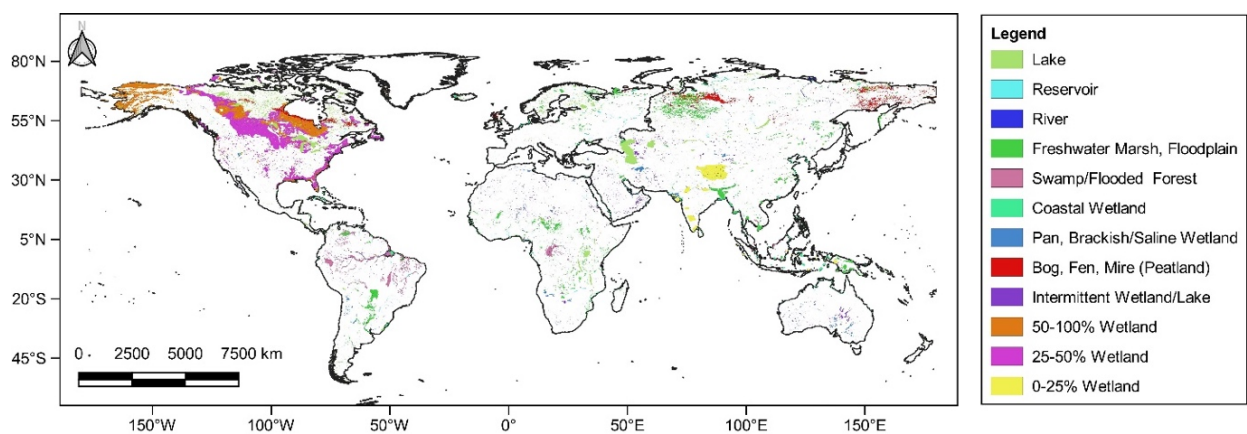 N
80°N
55°N
30°N
5°N
20°S
45°S
0 2500 5000 7500 km
150°W 100°W 50°W 0° 50°E 100°E 150°E
Legend
Lake
Reservoir
River
Freshwater Marsh, Floodplain
Swamp/Flooded Forest
Coastal Wetland
Pan, Brackish/Saline Wetland
Bog, Fen, Mire (Peatland)
Intermittent Wetland/Lake
50-100% Wetland
25-50% Wetland
0-25% Wetland